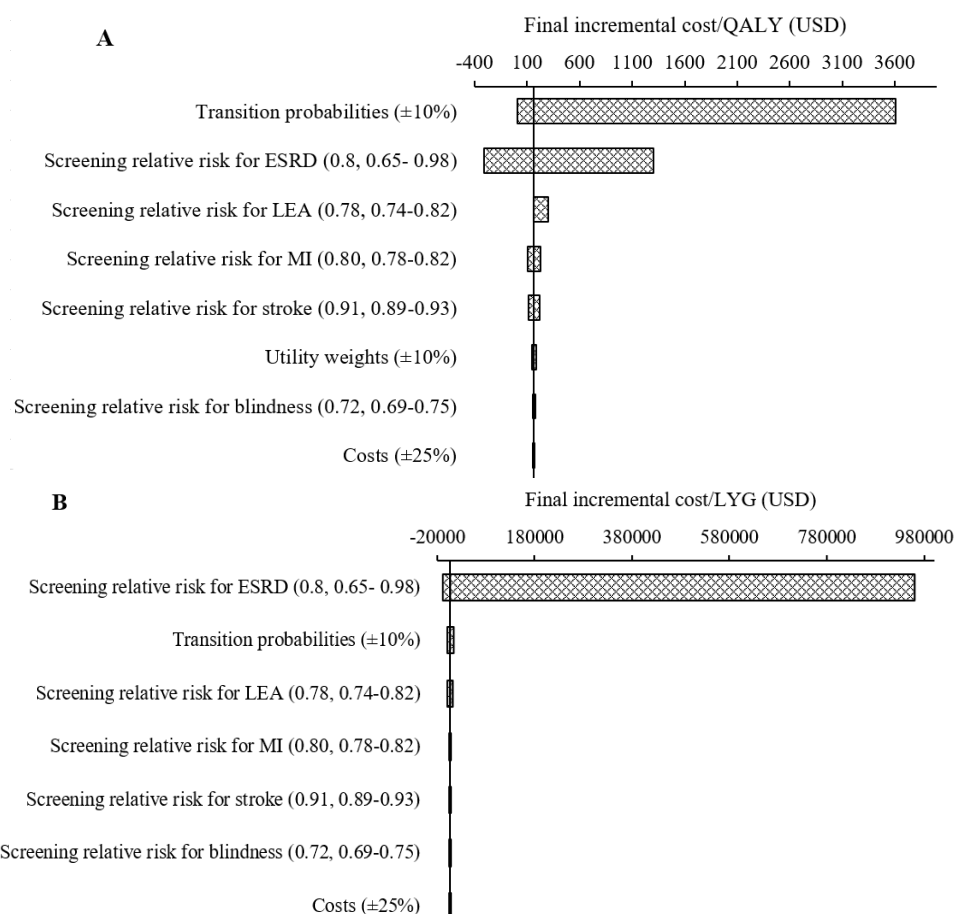 A
Final incremental cost/QALY (USD)
-400 100 600 1100 1600 2100 2600 3100 3600
Transition probabilities (±10%)
Screening relative risk for ESRD (0.8, 0.65- 0.98)
Screening relative risk for LEA (0.78, 0.74-0.82)
Screening relative risk for MI (0.80, 0.78-0.82)
Screening relative risk for stroke (0.91, 0.89-0.93)
Utility weights (±10%)
Screening relative risk for blindness (0.72, 0.69-0.75)
Costs (±25%)
B
Final incremental cost/LYG (USD)
-20000 180000 380000 580000 780000 980000
Screening relative risk for ESRD (0.8, 0.65- 0.98)
Transition probabilities (±10%)
Screening relative risk for LEA (0.78, 0.74-0.82)
Screening relative risk for MI (0.80, 0.78-0.82)
Screening relative risk for stroke (0.91, 0.89-0.93)
Screening relative risk for blindness (0.72, 0.69-0.75)
Costs (±25%)